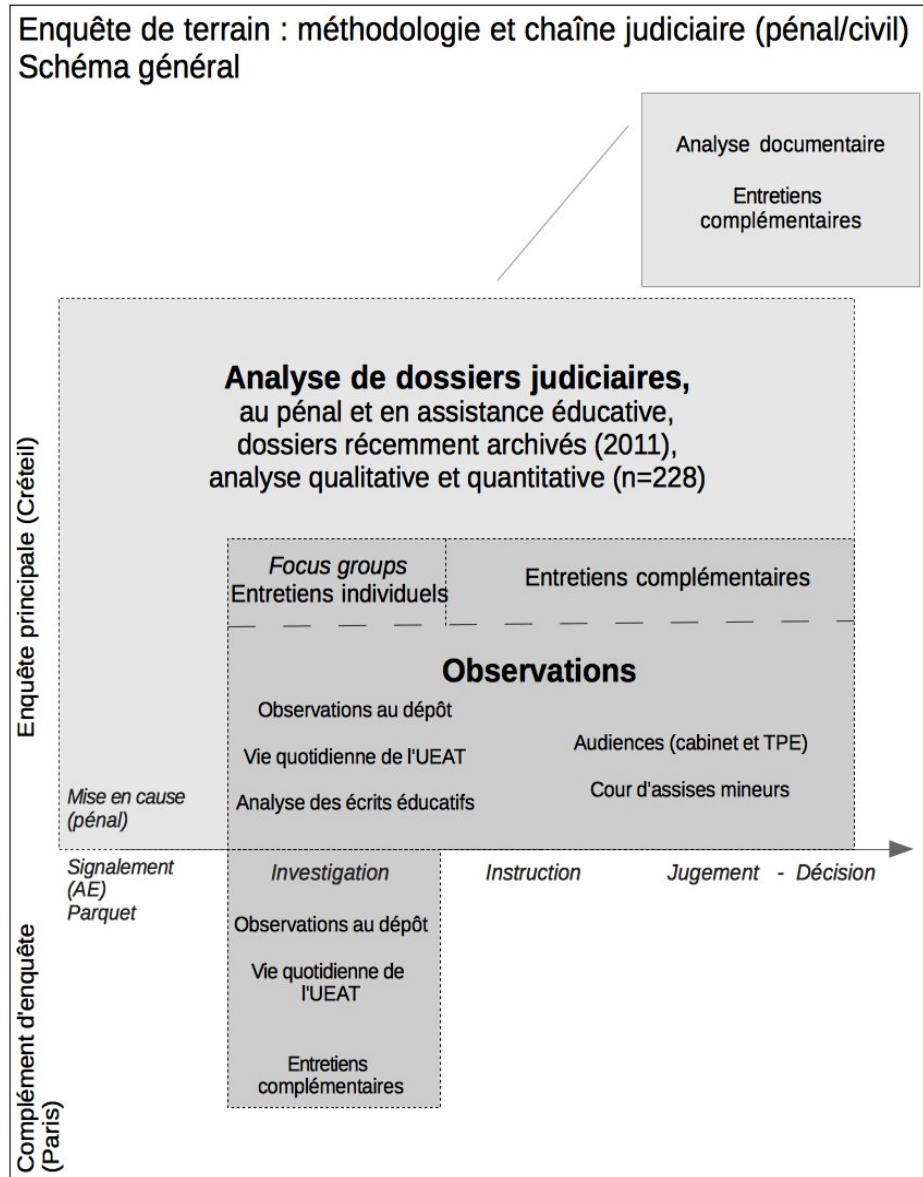 Enquête de terrain : méthodologie et chaîne judiciaire (pénal/civil)
Schéma général
Analyse documentaire
Entretiens
complémentaires
Enquête principale (Créteil)
Analyse de dossiers judiciaires,
au pénal et en assistance éducative,
dossiers récemment archivés (2011),
analyse qualitative et quantitative (n=228)
Focus groups
Entretiens individuels
Entretiens complémentaires
Observations
Observations au dépôt
Vie quotidienne de l'UEAT
Analyse des écrits éducatifs
Audiences (cabinet et TPE)
Cour d'assises mineurs
Mise en cause
(pénal)
Signalement
(AE)
Parquet
Investigation
Instruction
Jugement - Décision
Complément d'enquête
(Paris)
Observations au dépôt
Vie quotidienne de
l'UEAT
Entretiens
complémentaires